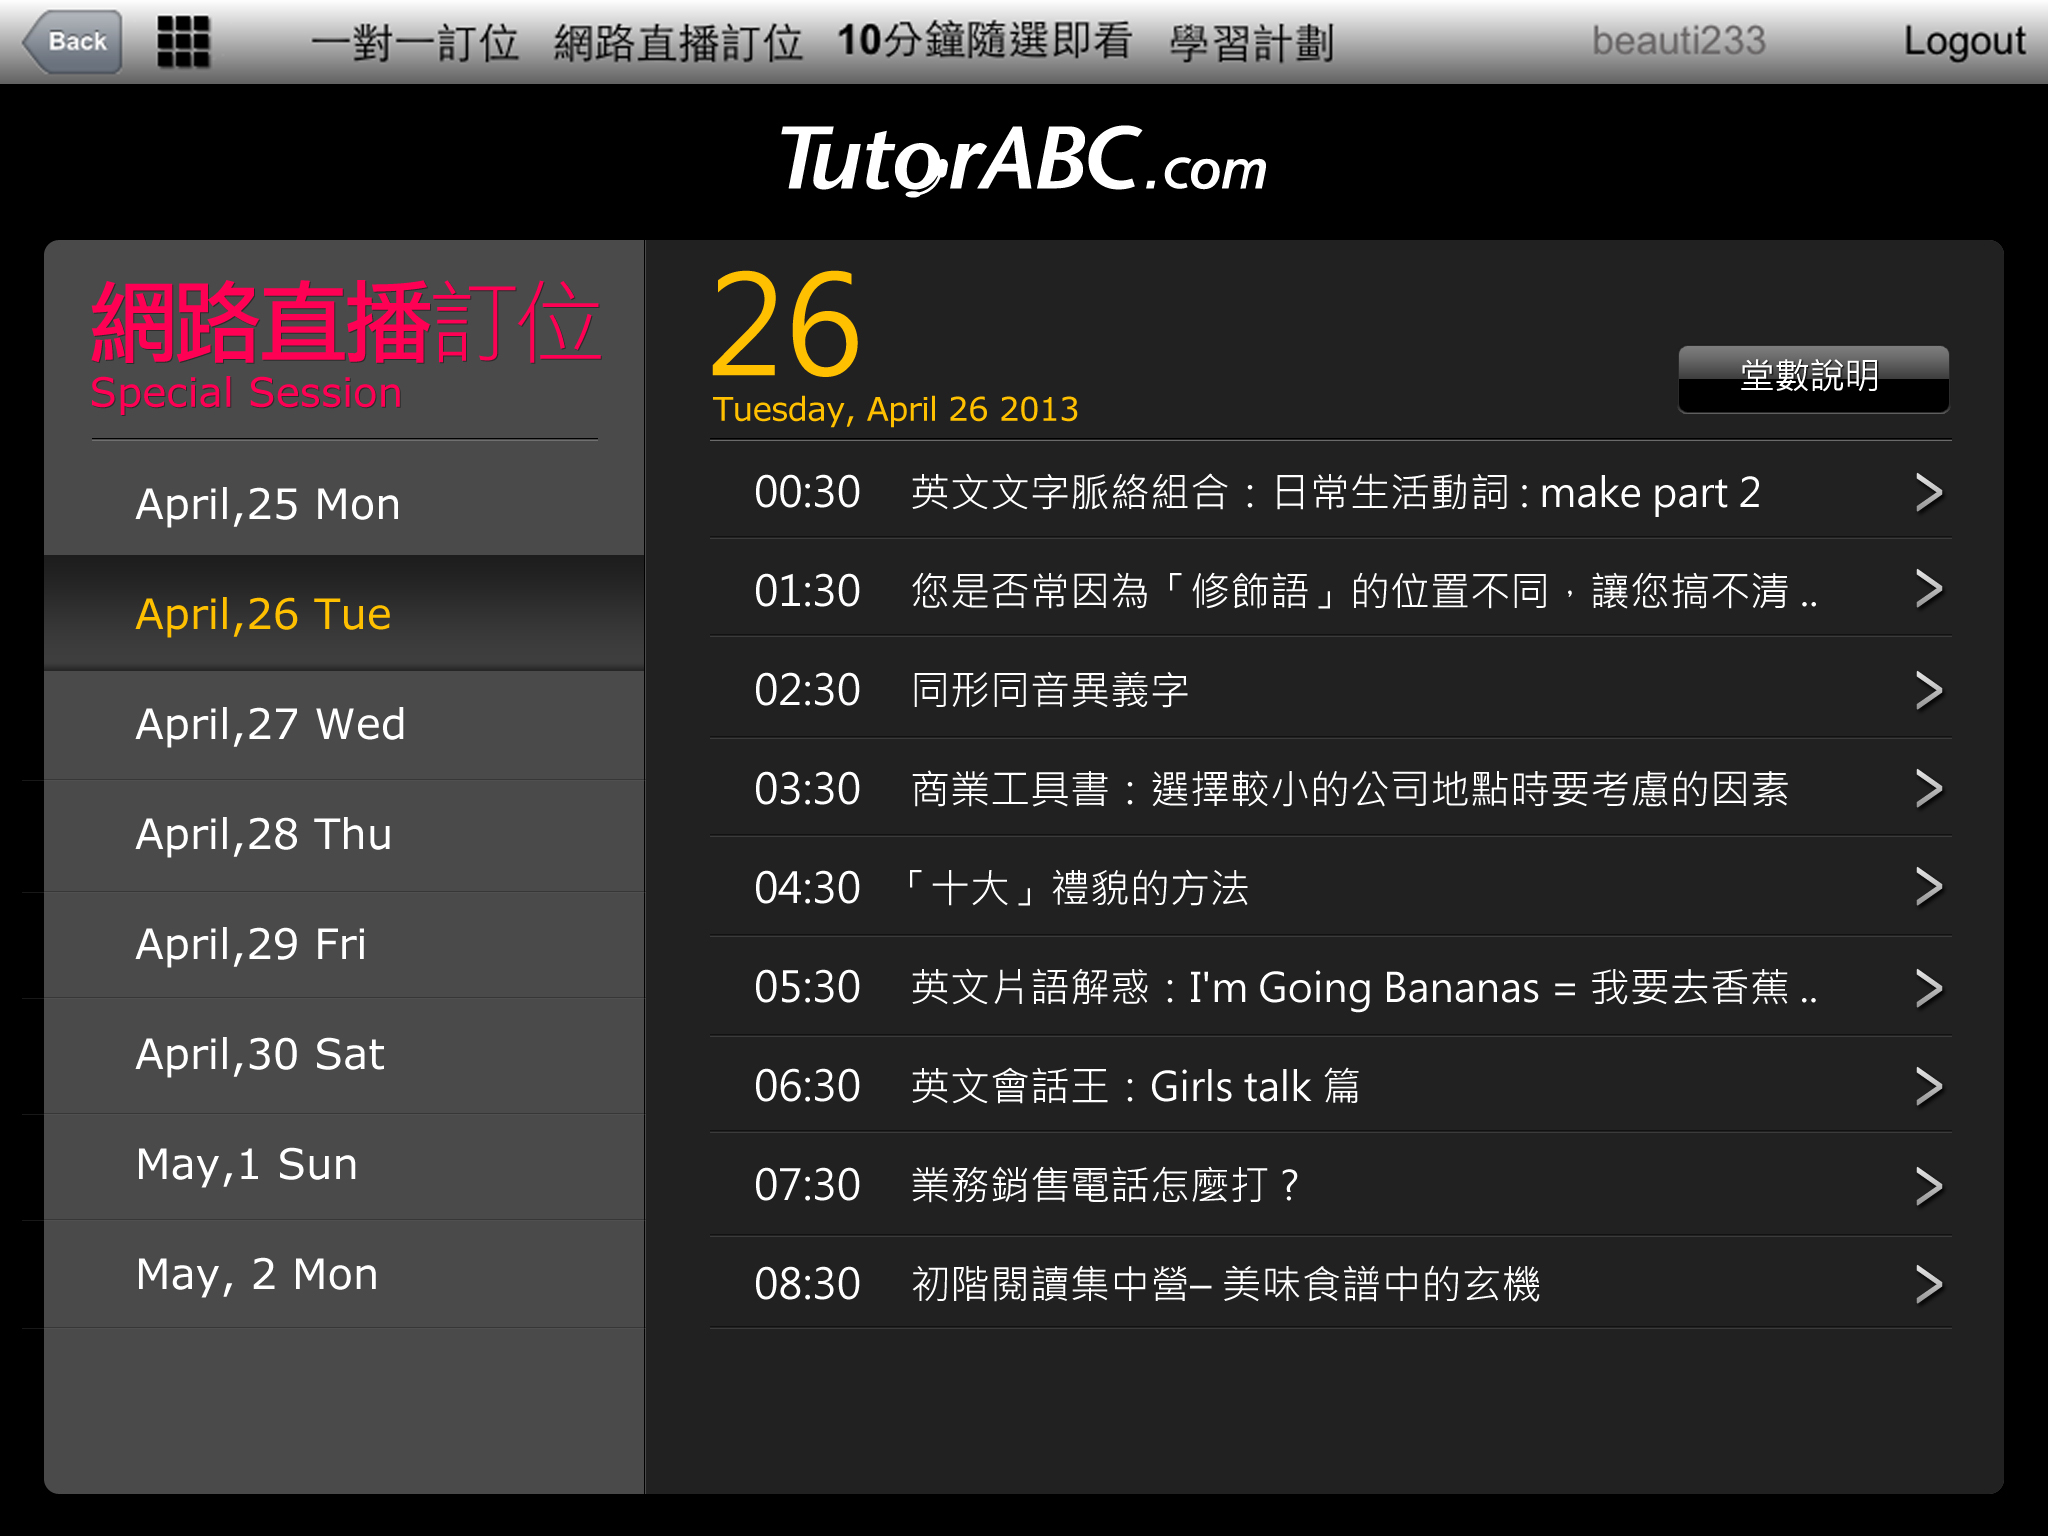 Back 一對一訂位 網路直播訂位 10分鐘隨選即看 學習計劃 beauti233 Logout
TutorABC.com
網路直播訂位
Special Session
April,25 Mon
April,26 Tue
April,27 Wed
April,28 Thu
April,29 Fri
April,30 Sat
May,1 Sun
May, 2 Mon
26
Tuesday, April 26 2013
堂數說明
00:30 英文文字脈絡組合：日常生活動詞 : make part 2
01:30 您是否常因為「修飾語」的位置不同，讓您搞不清 ..
02:30 同形同音異義字
03:30 商業工具書：選擇較小的公司地點時要考慮的因素
04:30 「十大」禮貌的方法
05:30 英文片語解惑：I'm Going Bananas = 我要去香蕉 ..
06:30 英文會話王：Girls talk 篇
07:30 業務銷售電話怎麼打？
08:30 初階閱讀集中營– 美味食譜中的玄機